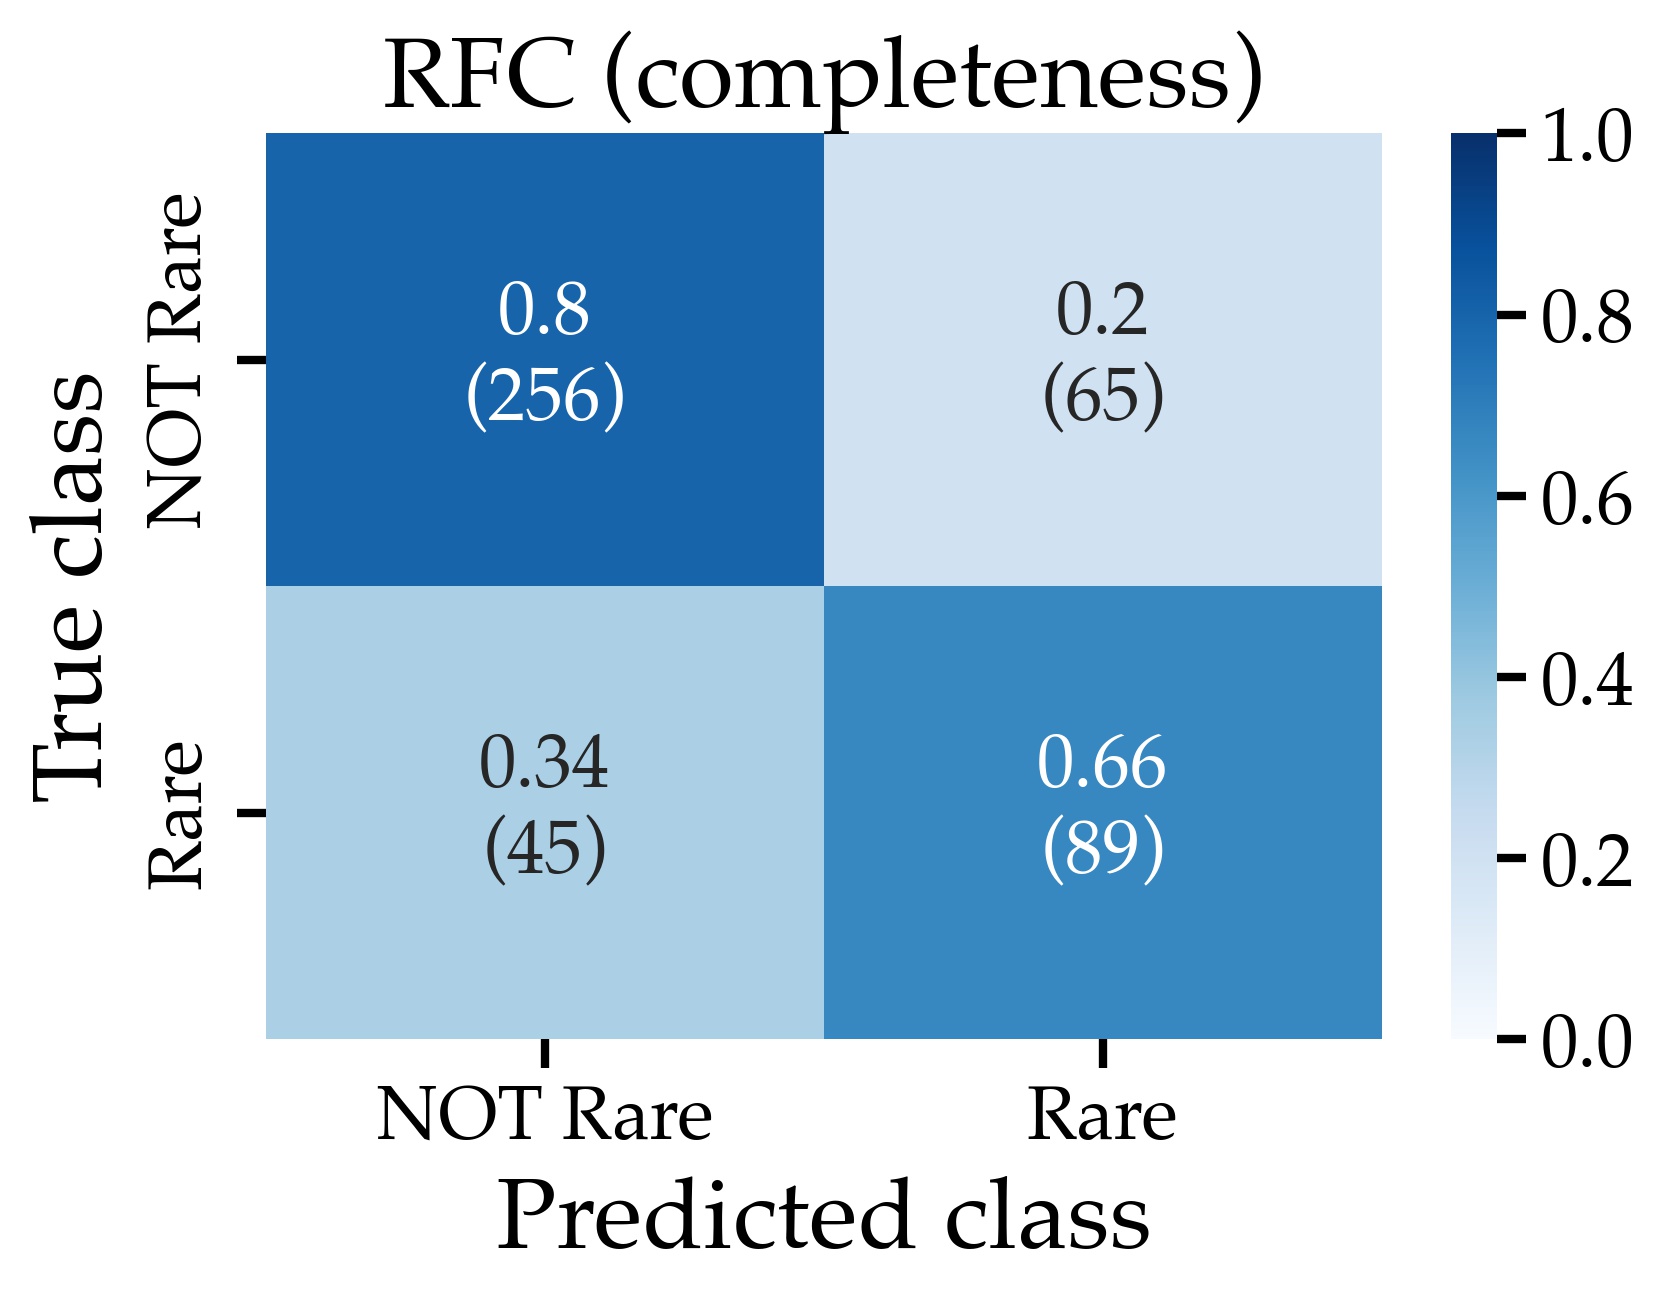 RFC (completeness)
True class
NOT Rare
Rare
0.8
(256)
0.2
(65)
0.34
(45)
0.66
(89)
NOT Rare
Rare
Predicted class
1.0
0.8
0.6
0.4
0.2
0.0